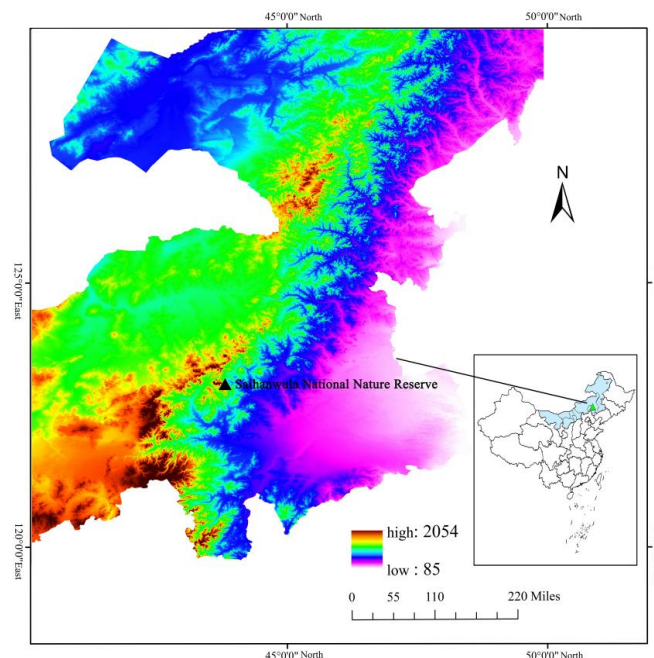 45°0'0" North
50°0'0" North
N
125°0'0" East
Saihanwula National Nature Reserve
high: 2054
low : 85
120°0'0" East
0 55 110 220 Miles
45°0'0" North
50°0'0" North